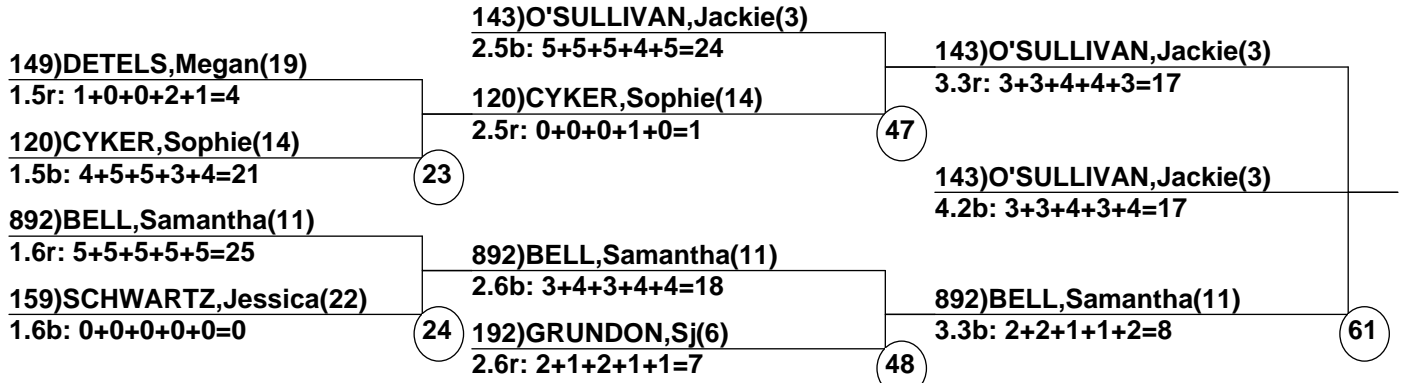 149)DETELS,Megan(19)
1.5r: 1+0+0+2+1=4
120)CYKER,Sophie(14)
1.5b: 4+5+5+3+4=21
23
892)BELL,Samantha(11)
1.6r: 5+5+5+5+5=25
159)SCHWARTZ,Jessica(22)
1.6b: 0+0+0+0+0=0
24
143)O'SULLIVAN,Jackie(3)
2.5b: 5+5+5+4+5=24
120)CYKER,Sophie(14)
2.5r: 0+0+0+1+0=1
47
892)BELL,Samantha(11)
2.6b: 3+4+3+4+4=18
192)GRUNDON,Sj(6)
2.6r: 2+1+2+1+1=7
48
143)O'SULLIVAN,Jackie(3)
3.3r: 3+3+4+4+3=17
143)O'SULLIVAN,Jackie(3)
4.2b: 3+3+4+3+4=17
892)BELL,Samantha(11)
3.3b: 2+2+1+1+2=8
61